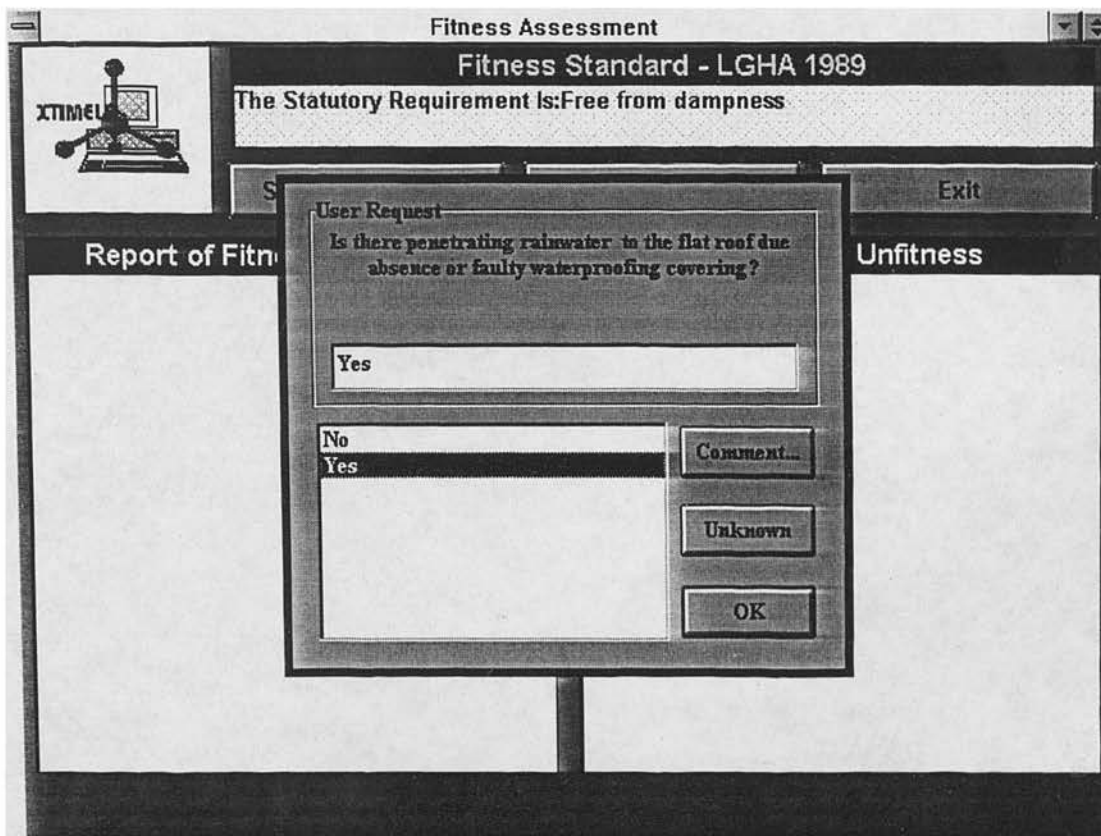 Fitness Assessment
Fitness Standard - LGHA 1989
XTIMEL
The Statutory Requirement Is:Free from dampness
S
Exit
Report of Fitn
Unfitness
User Request
Is there penetrating rainwater to the flat roof due
absence or faulty waterproofing covering?
Yes
No
Yes
Comment...
Unknown
OK